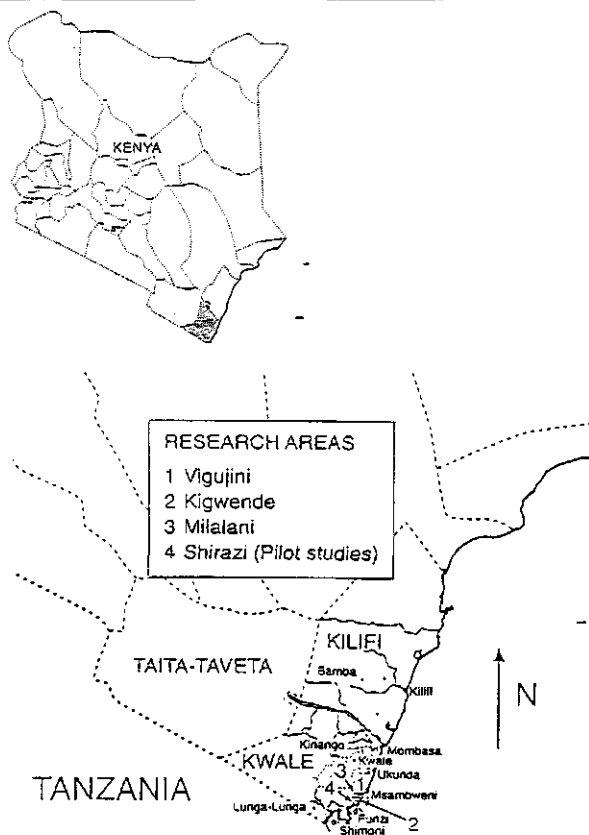 KENYA
RESEARCH AREAS
1 Vigujini
2 Kigwende
3 Milalani
4 Shirazi (Pilot studies)
KILIFI
TAITA-TAVETA
Bamba
Kilifi
N
Kinango
Mombasa
KWALE
Kwale
Ukunda
3
1
4
Msambweni
TANZANIA
Lunga-Lunga
Funzi
2
Shimoni